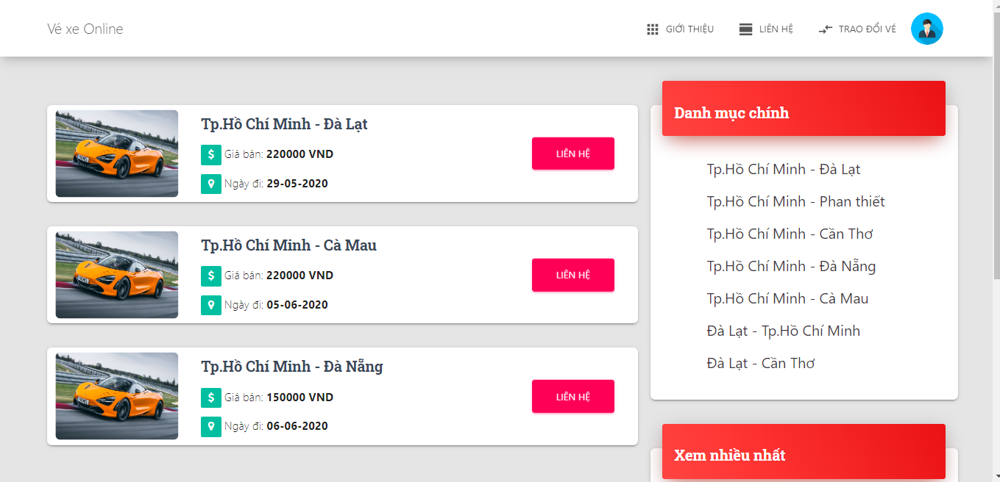 Vé xe Online
GIỚI THIỆU
LIÊN HỆ
TRAO ĐỔI VÉ
Tp.Hồ Chí Minh - Đà Lạt
Giá bán: 220000 VND
Ngày đi: 29-05-2020
LIÊN HỆ
Tp.Hồ Chí Minh - Cà Mau
Giá bán: 220000 VND
Ngày đi: 05-06-2020
LIÊN HỆ
Tp.Hồ Chí Minh - Đà Nẵng
Giá bán: 150000 VND
Ngày đi: 06-06-2020
LIÊN HỆ
Danh mục chính
Tp.Hồ Chí Minh - Đà Lạt
Tp.Hồ Chí Minh - Phan thiết
Tp.Hồ Chí Minh - Cần Thơ
Tp.Hồ Chí Minh - Đà Nẵng
Tp.Hồ Chí Minh - Cà Mau
Đà Lạt - Tp.Hồ Chí Minh
Đà Lạt - Cần Thơ
Xem nhiều nhất